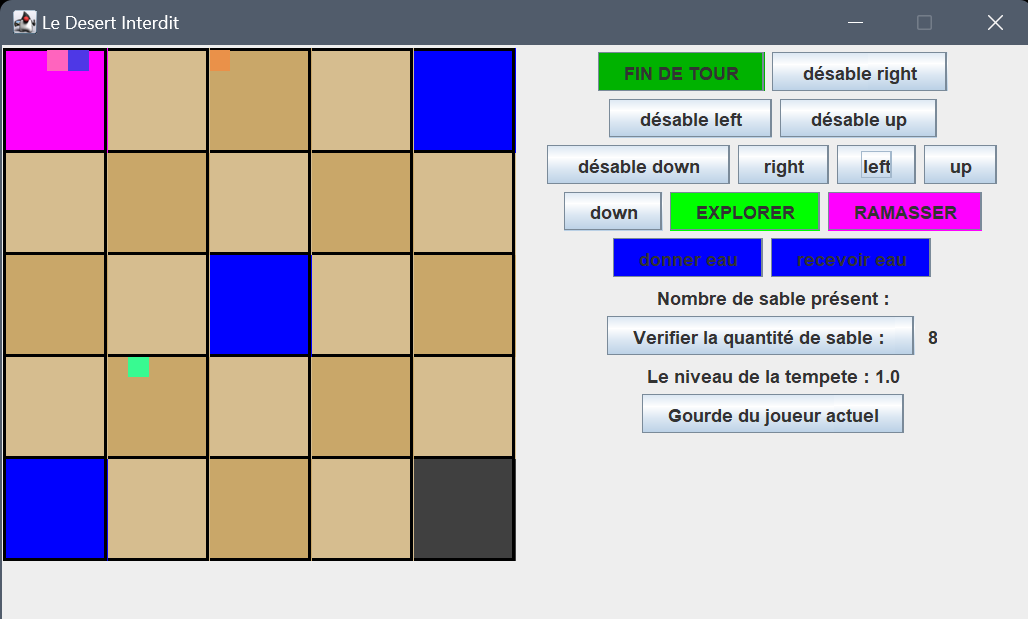 Le Desert Interdit
FIN DE TOUR désable right
désable left désable up
désable down right left up
down EXPLORER RAMASSER
donner eau recevoir eau
Nombre de sable présent :
Verifier la quantité de sable : 8
Le niveau de la tempete : 1.0
Gourde du joueur actuel